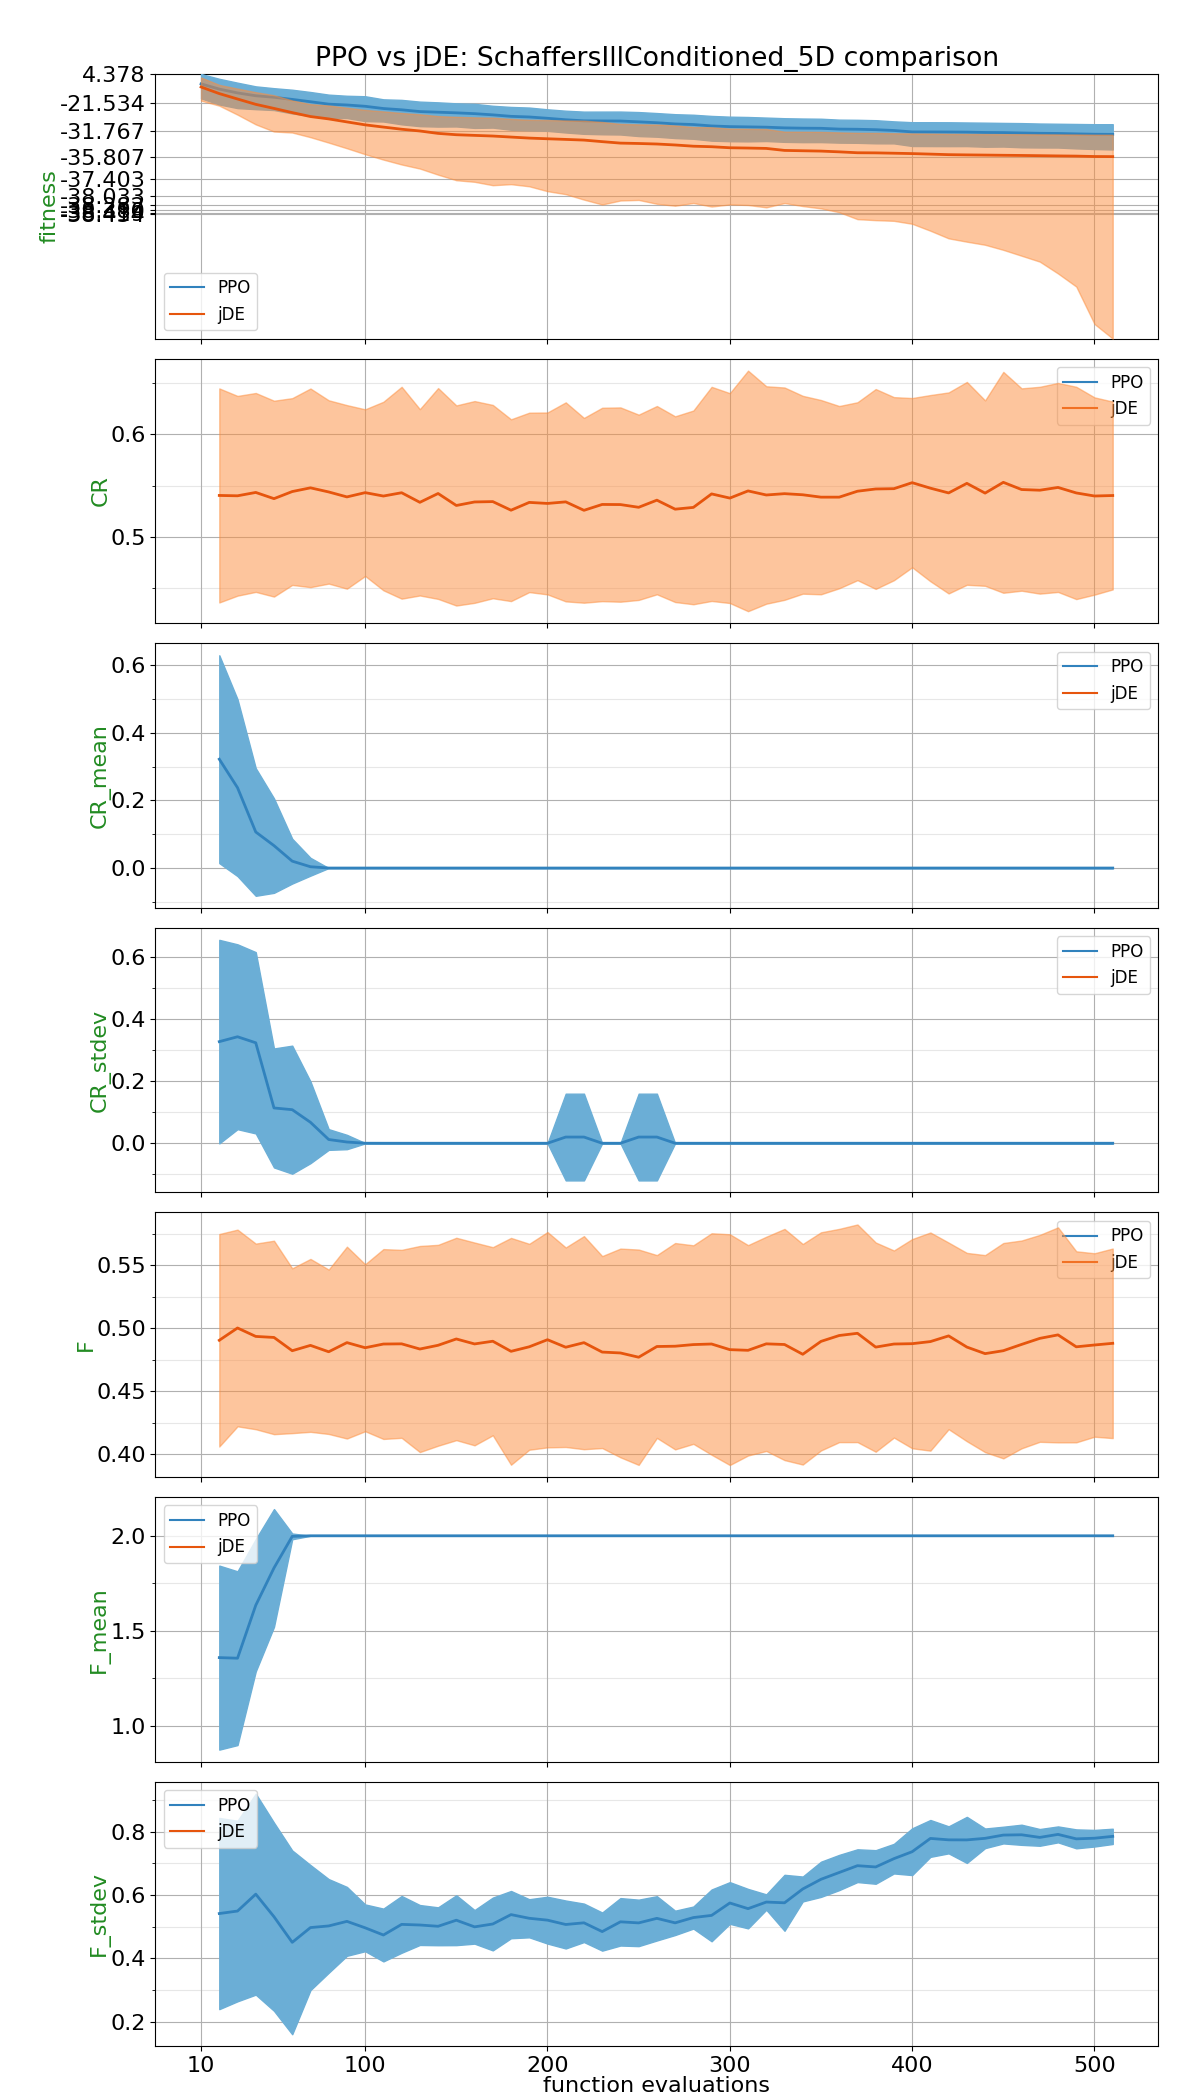 PPO vs jDE: SchaffersIllConditioned_5D comparison
4.378
-21.534
-31.767
-35.807
-37.403
-38.033
fitness
PPO
jDE
0.6
0.5
CR
PPO
jDE
0.6
0.4
0.2
0.0
CR_mean
PPO
jDE
0.6
0.4
0.2
0.0
CR_stdev
PPO
jDE
0.55
0.50
0.45
0.40
F
PPO
jDE
2.0
1.5
1.0
F_mean
PPO
jDE
0.8
0.6
0.4
0.2
F_stdev
PPO
jDE
10 100 200 300 400 500
function evaluations